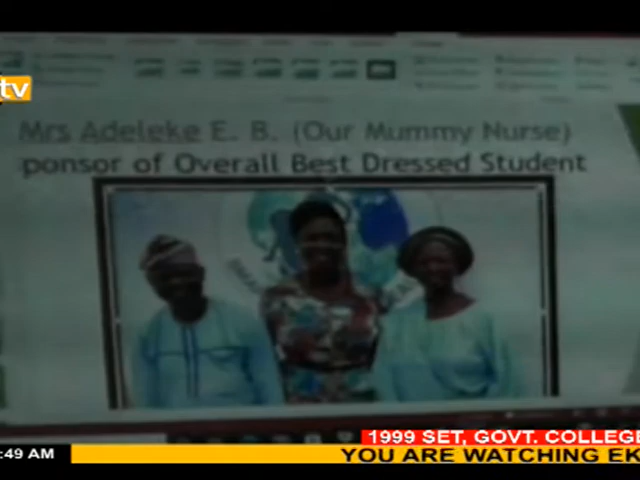 tv
Mrs Adeleke E. B. (Our Mummy Nurse)
ponsor of Overall Best Dressed Student
1999 SET, GOVT. COLLEGE
:49 AM
YOU ARE WATCHING EK